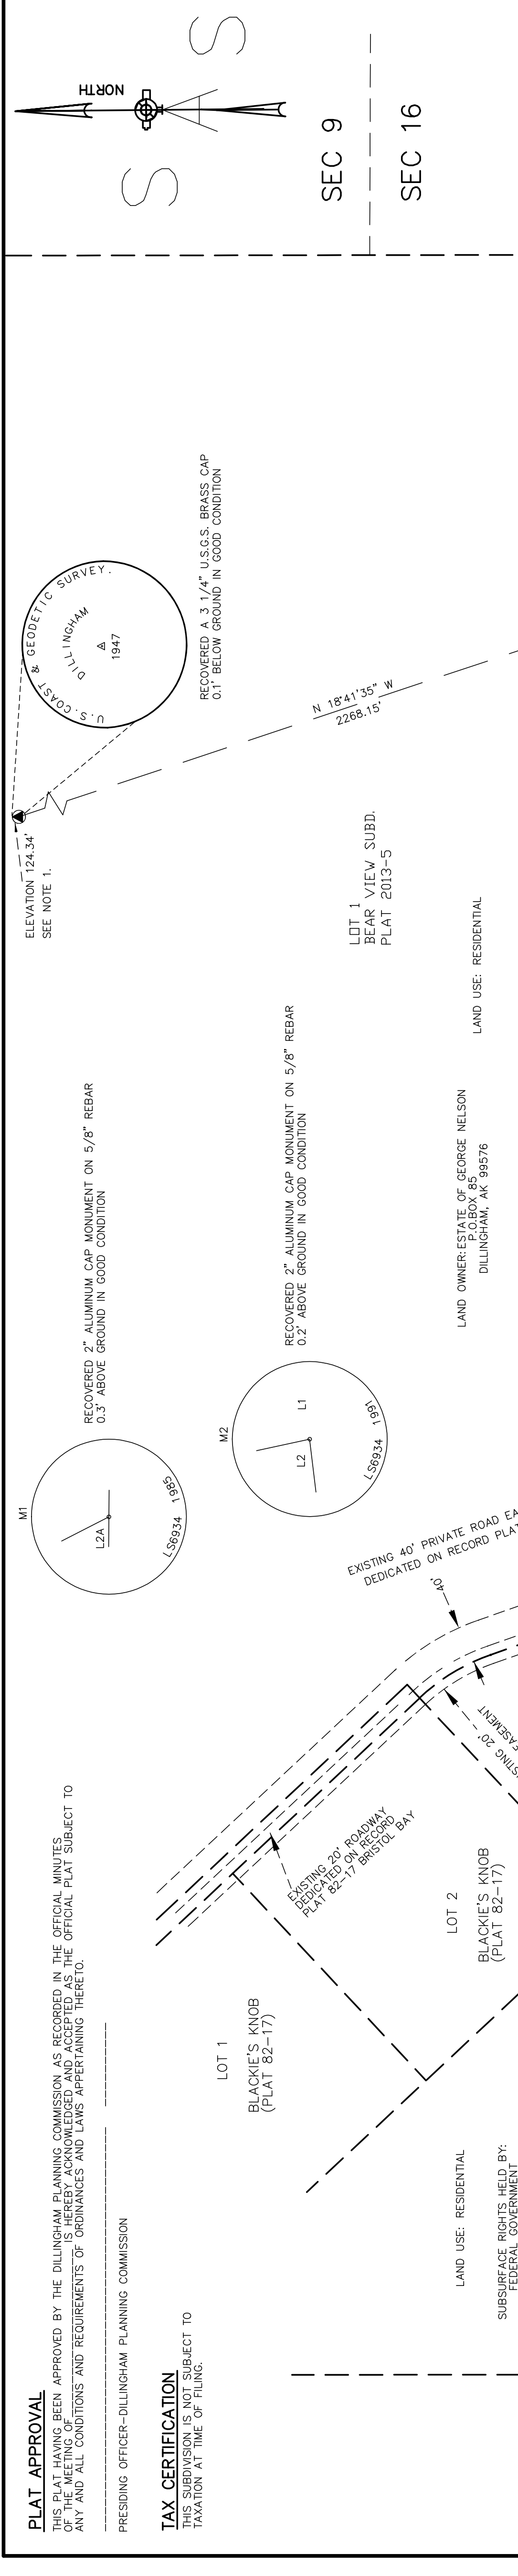 PLAT APPROVAL
THIS PLAT HAVING BEEN APPROVED BY THE DILLINGHAM PLANNING COMMISSION AS RECORDED IN THE OFFICIAL MINUTES
OF THE MEETING OF ____________ IS HEREBY ACKNOWLEDGED AND ACCEPTED AS THE OFFICIAL PLAT SUBJECT TO
ANY AND ALL CONDITIONS AND REQUIREMENTS OF ORDINANCES AND LAWS APPERTAINING THERETO.
PRESIDING OFFICER-DILLINGHAM PLANNING COMMISSION
TAX CERTIFICATION
THIS SUBDIVISION IS NOT SUBJECT TO
TAXATION AT TIME OF FILING.
M1
L2A
LS6934 1985
RECOVERED 2" ALUMINUM CAP MONUMENT ON 5/8" REBAR
0.3' ABOVE GROUND IN GOOD CONDITION
M2
L2
L1
LS6934 1991
RECOVERED 2" ALUMINUM CAP MONUMENT ON 5/8" REBAR
0.2' ABOVE GROUND IN GOOD CONDITION
ELEVATION 124.34'
SEE NOTE 1.
U.S.COAST & GEODETIC SURVEY.
DILLINGHAM
1947
RECOVERED A 3 1/4" U.S.G.S. BRASS CAP
0.1' BELOW GROUND IN GOOD CONDITION
NORTH
S
A
S
SEC 9
SEC 16
N 18°41'35" W
2268.15'
LOT 1
BEAR VIEW SUBD.
PLAT 2013-5
LAND USE: RESIDENTIAL
LAND OWNER:ESTATE OF GEORGE NELSON
P.O.BOX 85
DILLINGHAM, AK 99576
EXISTING 40' PRIVATE ROAD EA
DEDICATED ON RECORD PLAT
40'
STING 20'
EASEMENT
EXISTING 20' ROADWAY
DEDICATED ON RECORD
PLAT 82-17 BRISTOL BAY
LOT 1
BLACKIE'S KNOB
(PLAT 82-17)
LOT 2
BLACKIE'S KNOB
(PLAT 82-17)
LAND USE: RESIDENTIAL
SUBSURFACE RIGHTS HELD BY:
FEDERAL GOVERNMENT